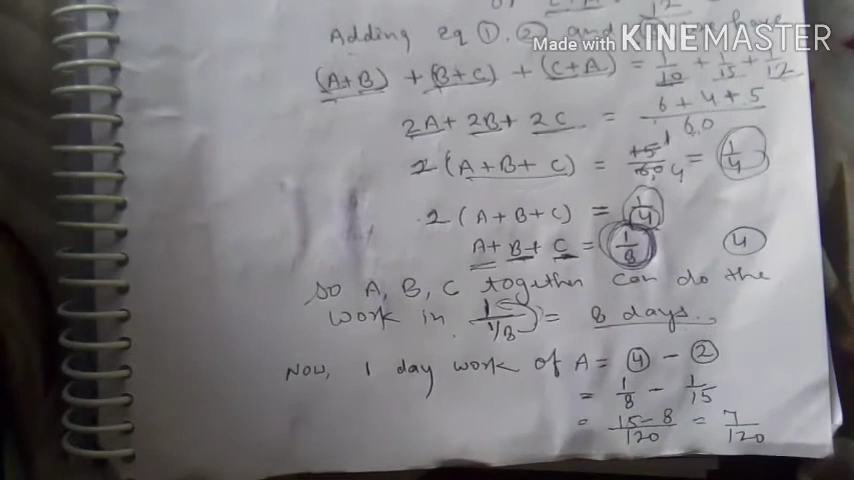 12
Adding eq ①, ② and have
Made with KINEMASTER
(A+B) + (B+C) + (C+A) = 1/10 + 1/15 + 1/12
2A + 2B + 2C = 6+4+5/60
2(A+B+C) = 15/60 = 1/4
2(A+B+C) = 1/4
A+B+C = 1/8 ④
So A, B, C together can do the
work in 1/1/8 = 8 days.
Now, 1 day work of A = ④ - ②
= 1/8 - 1/15
= 15-8/120 = 7/120